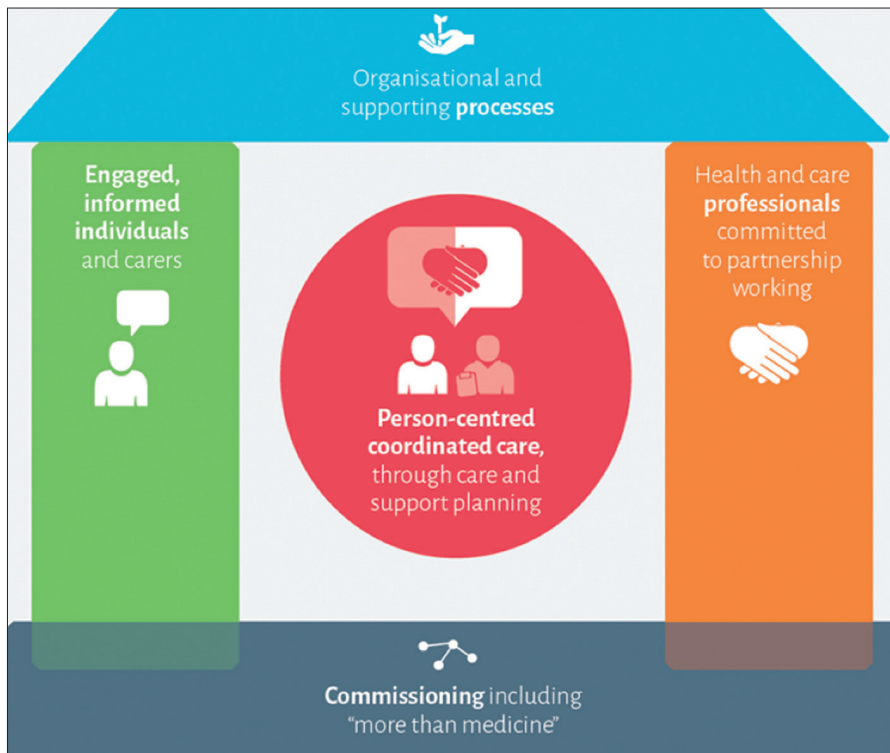 Organisational and
supporting processes
Engaged,
informed
individuals
and carers
Health and care
professionals
committed
to partnership
working
Person-centred
coordinated care,
through care and
support planning
Commissioning including
“more than medicine”